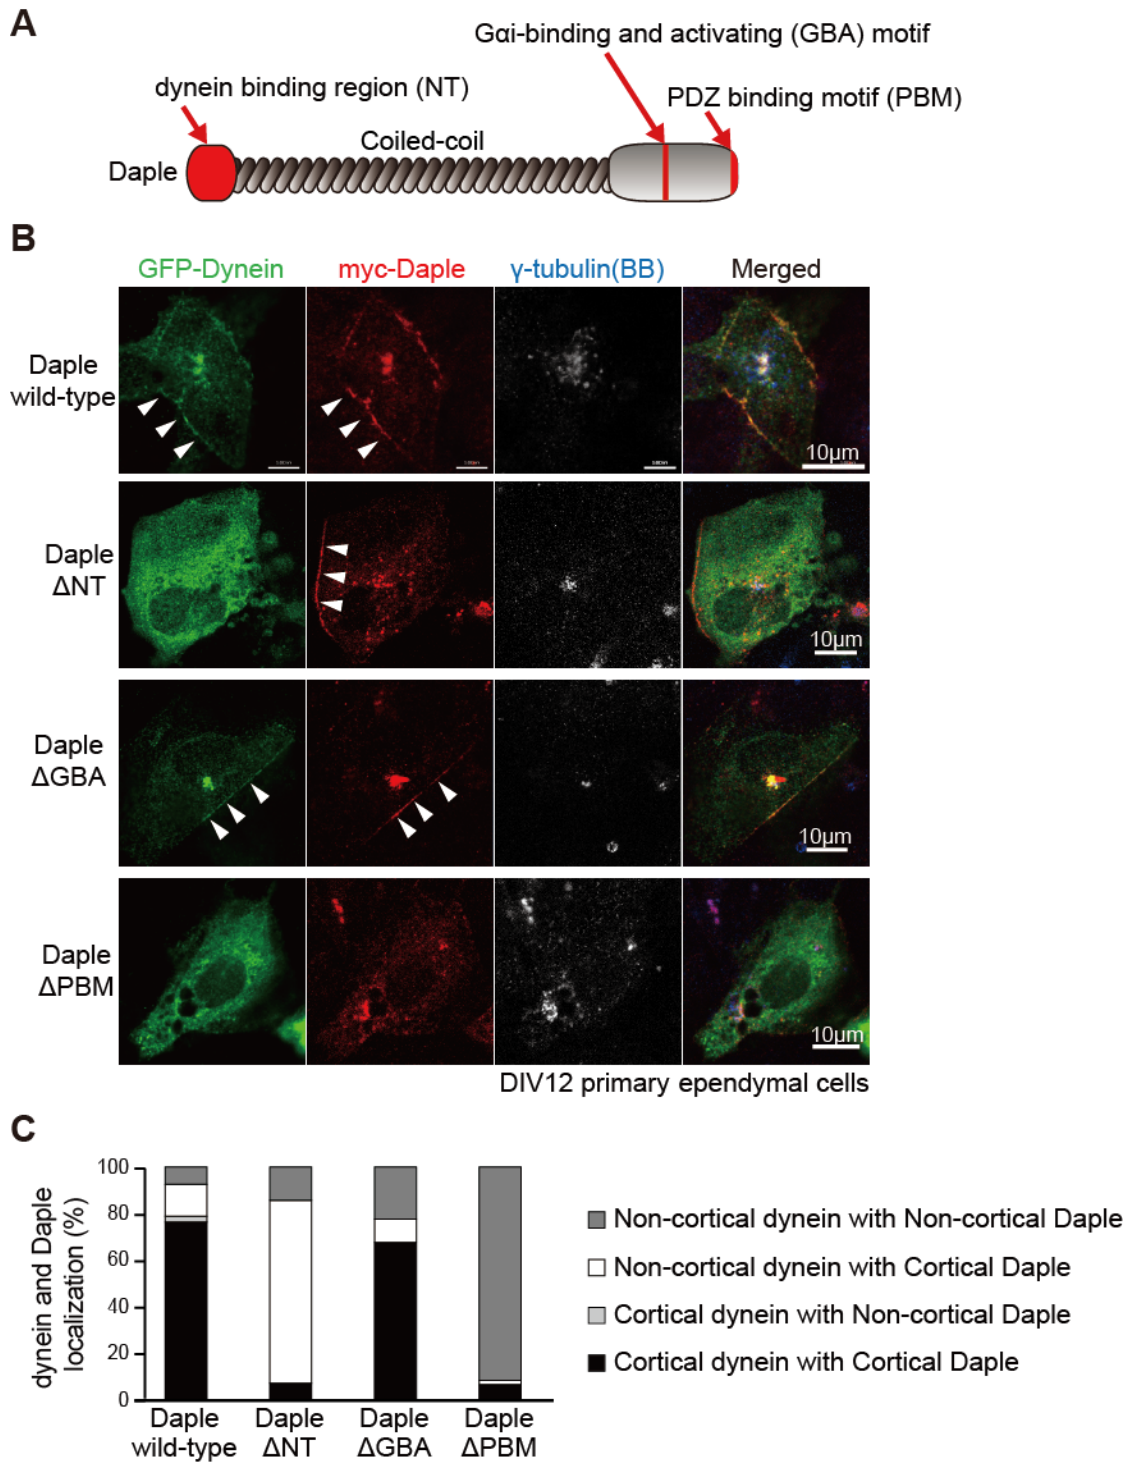 A
Gαi-binding and activating (GBA) motif
dynein binding region (NT)
PDZ binding motif (PBM)
Coiled-coil
Daple
B
GFP-Dynein myc-Daple γ-tubulin(BB) Merged
Daple
wild-type
10μm
Daple
ΔNT
10μm
Daple
ΔGBA
10μm
Daple
ΔPBM
10μm
DIV12 primary ependymal cells
C
dynein and Daple
localization (%)
100
80
60
40
20
0
Daple
wild-type
Daple
ΔNT
Daple
ΔGBA
Daple
ΔPBM
Non-cortical dynein with Non-cortical Daple
Non-cortical dynein with Cortical Daple
Cortical dynein with Non-cortical Daple
Cortical dynein with Cortical Daple